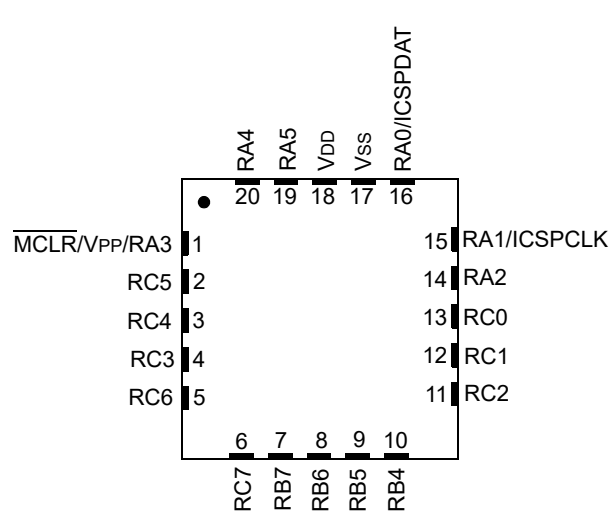 RA4
RA5
VDD
VSS
RA0/ICSPDAT
20 19 18 17 16
MCLR/VPP/RA3 1
RC5 2
RC4 3
RC3 4
RC6 5
15 RA1/ICSPCLK
14 RA2
13 RC0
12 RC1
11 RC2
6 7 8 9 10
RC7
RB7
RB6
RB5
RB4